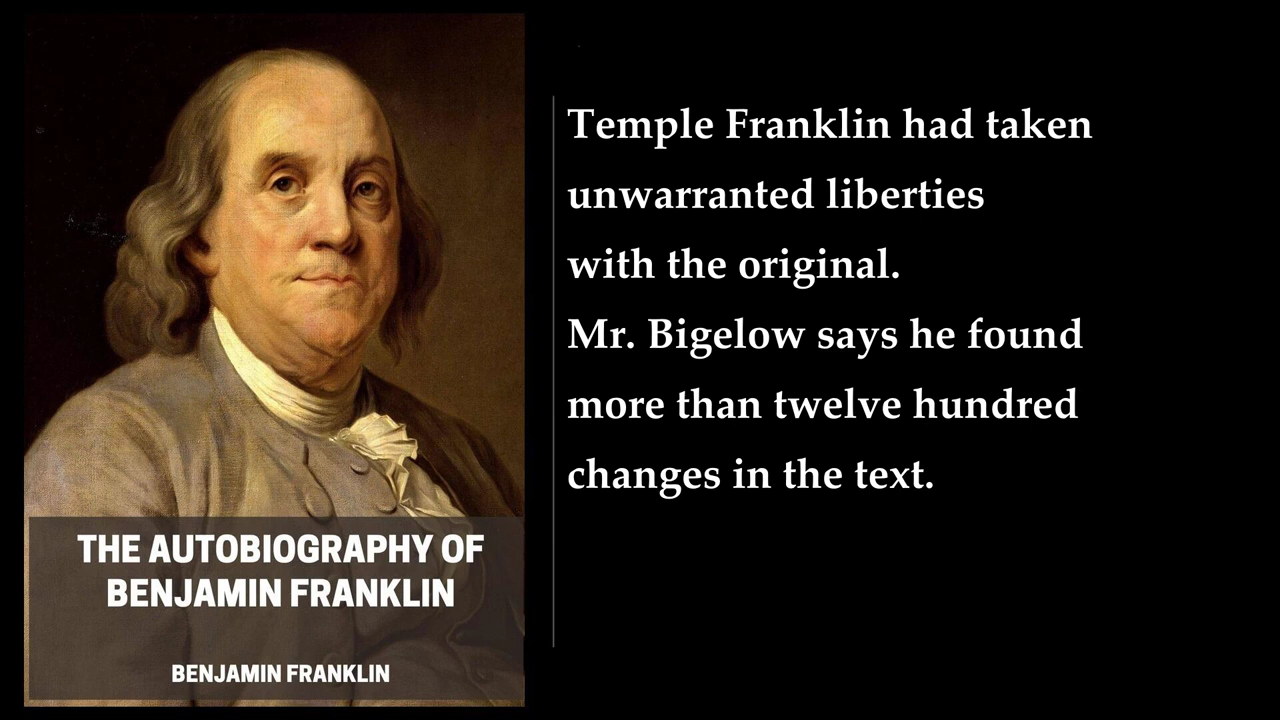 Temple Franklin had taken
unwarranted liberties
with the original.
Mr. Bigelow says he found
more than twelve hundred
changes in the text.
THE AUTOBIOGRAPHY OF
BENJAMIN FRANKLIN
BENJAMIN FRANKLIN